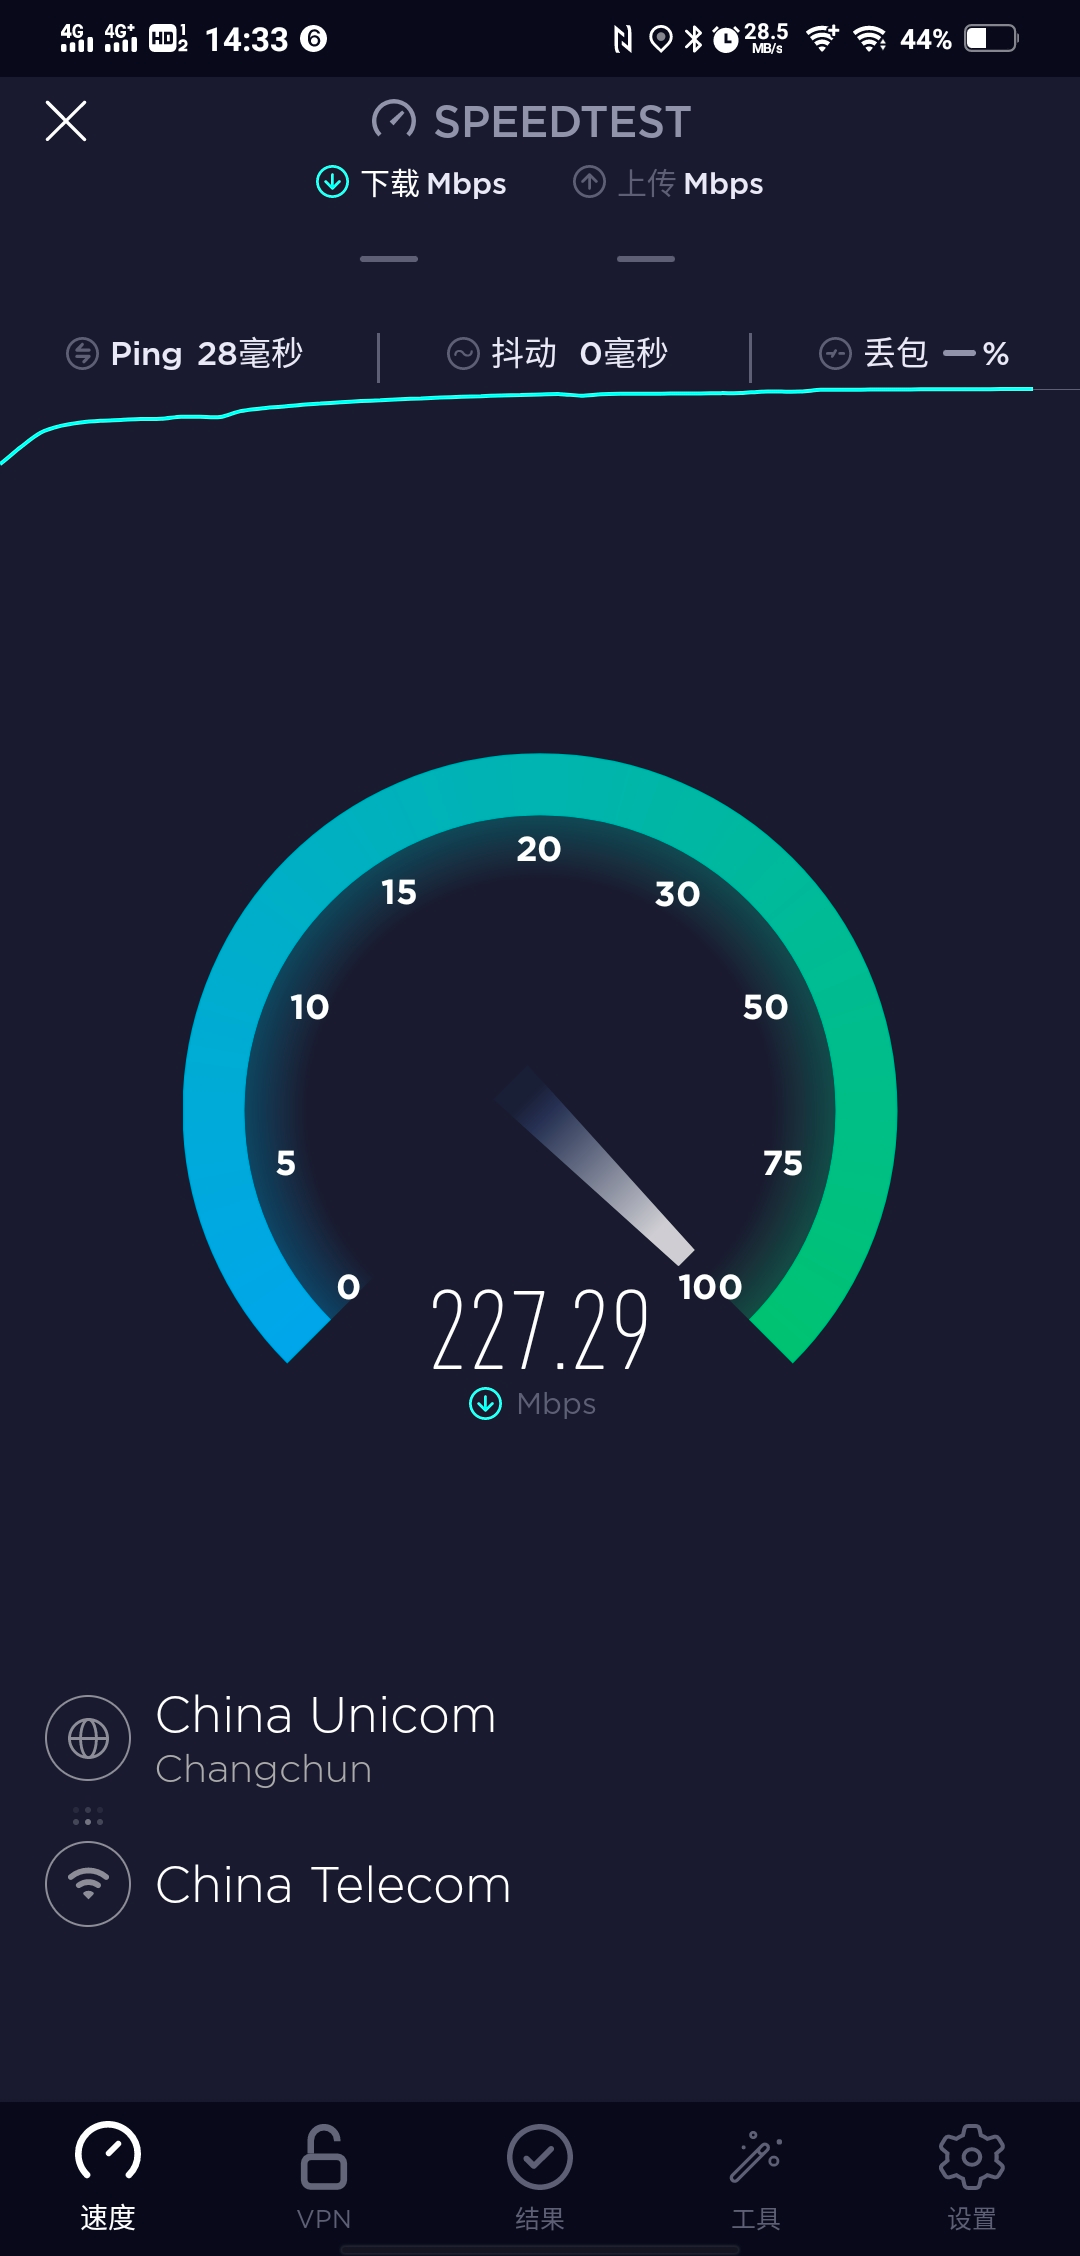 4G 4G+ HD 1 2 14:33 6 28.5 MB/s 44%
SPEEDTEST
下载 Mbps 上传 Mbps
Ping 28毫秒 抖动 0毫秒 丢包 —%
20
15 30
10 50
5 75
0 100
227.29
Mbps
China Unicom
Changchun
China Telecom
速度 VPN 结果 工具 设置